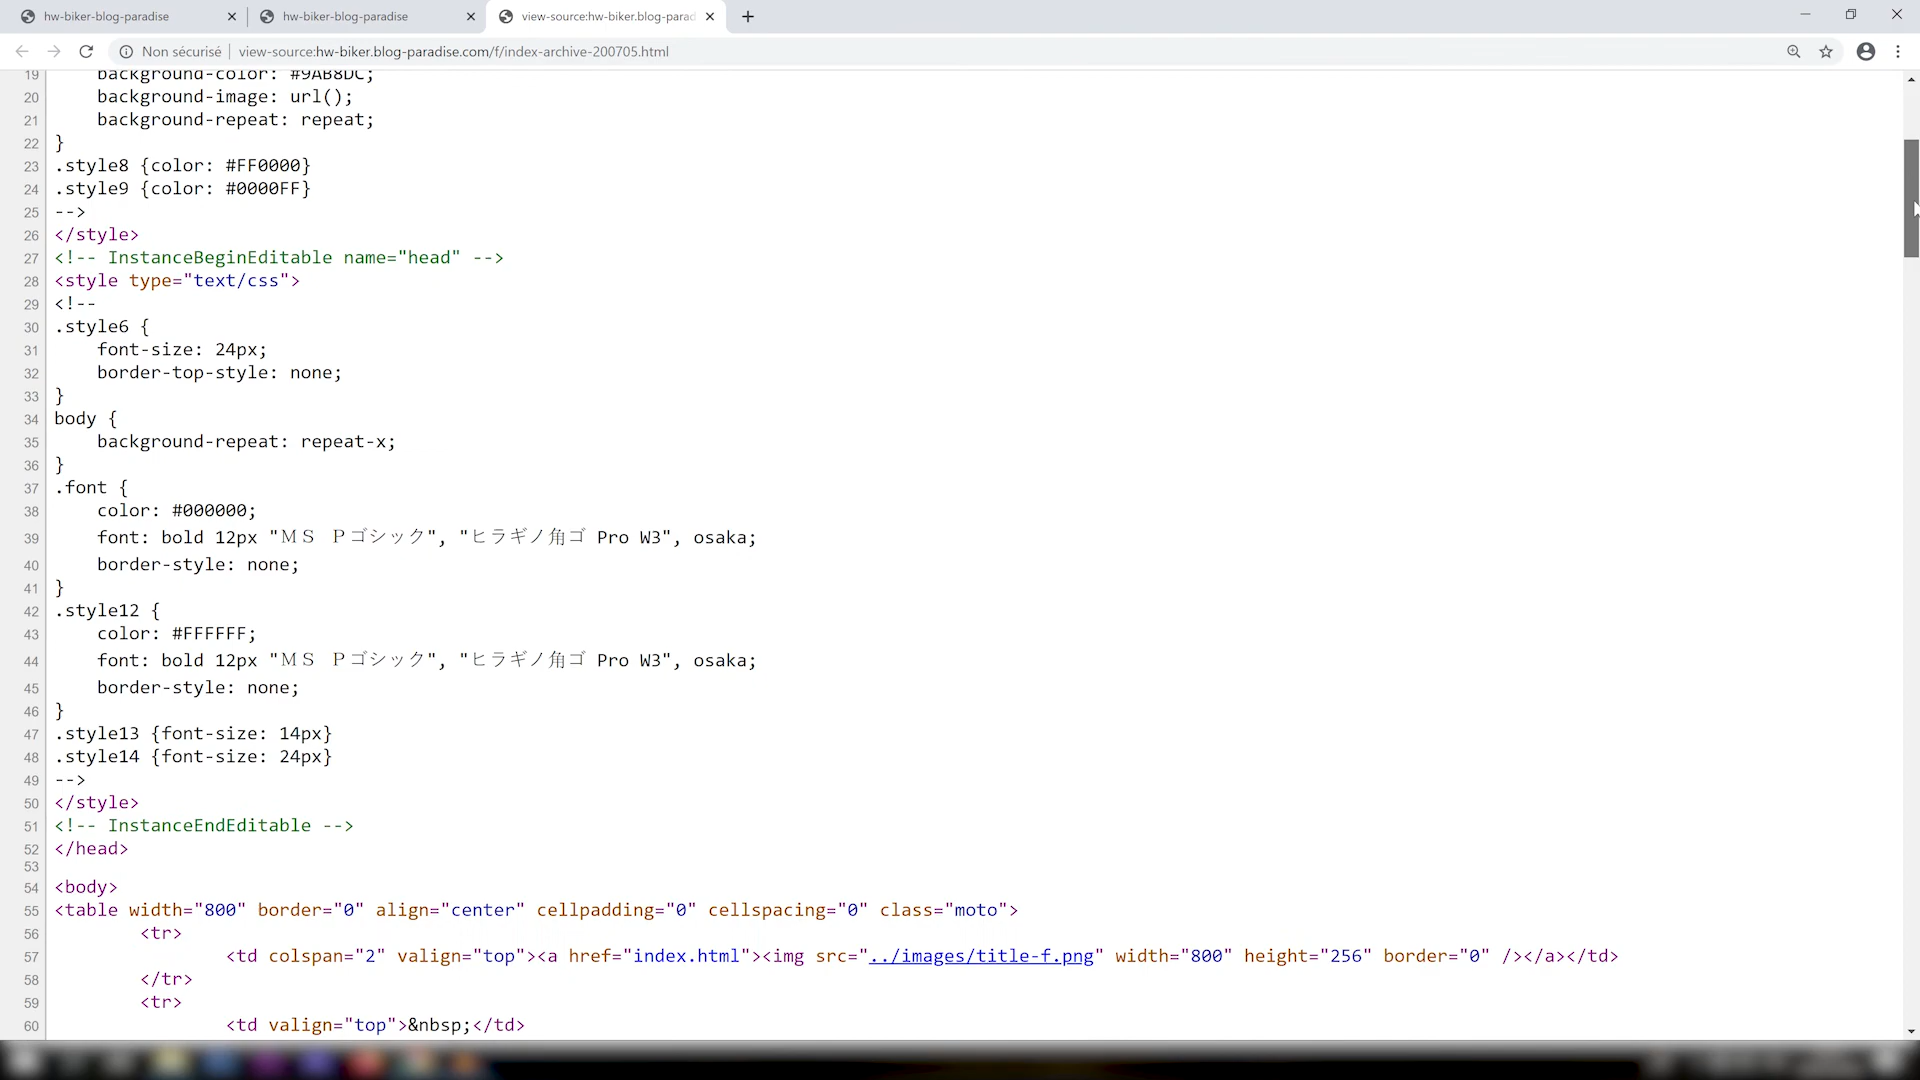 hw-biker-blog-paradise
hw-biker-blog-paradise
view-source:hw-biker.blog-parad
Non sécurisé
view-source:hw-biker.blog-paradise.com/f/index-archive-200705.html
19 background-color: #9AB8DC;
20 background-image: url();
21 background-repeat: repeat;
22 }
23 .style8 {color: #FF0000}
24 .style9 {color: #0000FF}
25 -->
26 </style>
27 <!-- InstanceBeginEditable name="head" -->
28 <style type="text/css">
29 <!--
30 .style6 {
31 font-size: 24px;
32 border-top-style: none;
33 }
34 body {
35 background-repeat: repeat-x;
36 }
37 .font {
38 color: #000000;
39 font: bold 12px "ＭＳ Ｐゴシック", "ヒラギノ角ゴ Pro W3", osaka;
40 border-style: none;
41 }
42 .style12 {
43 color: #FFFFFF;
44 font: bold 12px "ＭＳ Ｐゴシック", "ヒラギノ角ゴ Pro W3", osaka;
45 border-style: none;
46 }
47 .style13 {font-size: 14px}
48 .style14 {font-size: 24px}
49 -->
50 </style>
51 <!-- InstanceEndEditable -->
52 </head>
53
54 <body>
55 <table width="800" border="0" align="center" cellpadding="0" cellspacing="0" class="moto">
56 <tr>
57 <td colspan="2" valign="top"><a href="index.html"><img src="../images/title-f.png" width="800" height="256" border="0" /></a></td>
58 </tr>
59 <tr>
60 <td valign="top">&nbsp;</td>